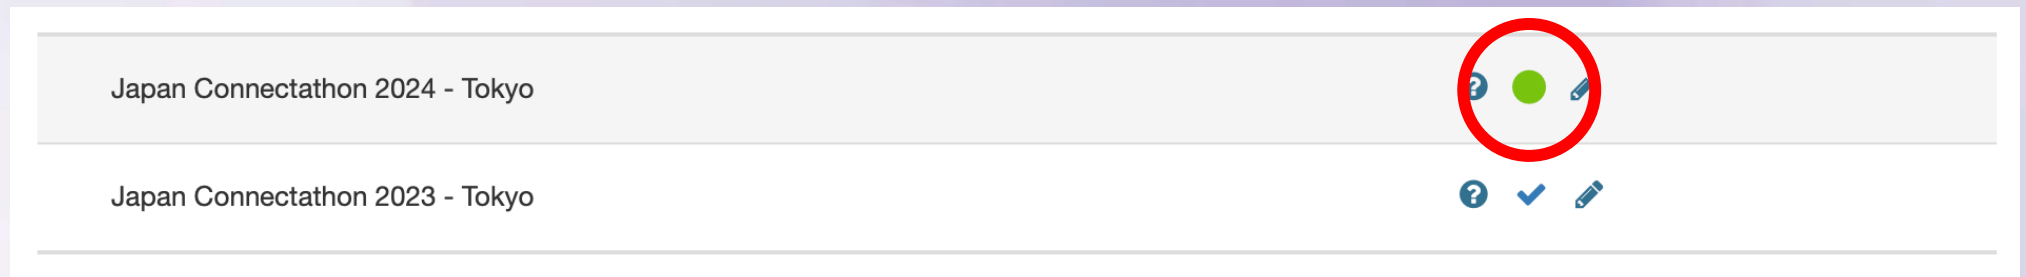 Japan Connectathon 2024 - Tokyo
Japan Connectathon 2023 - Tokyo